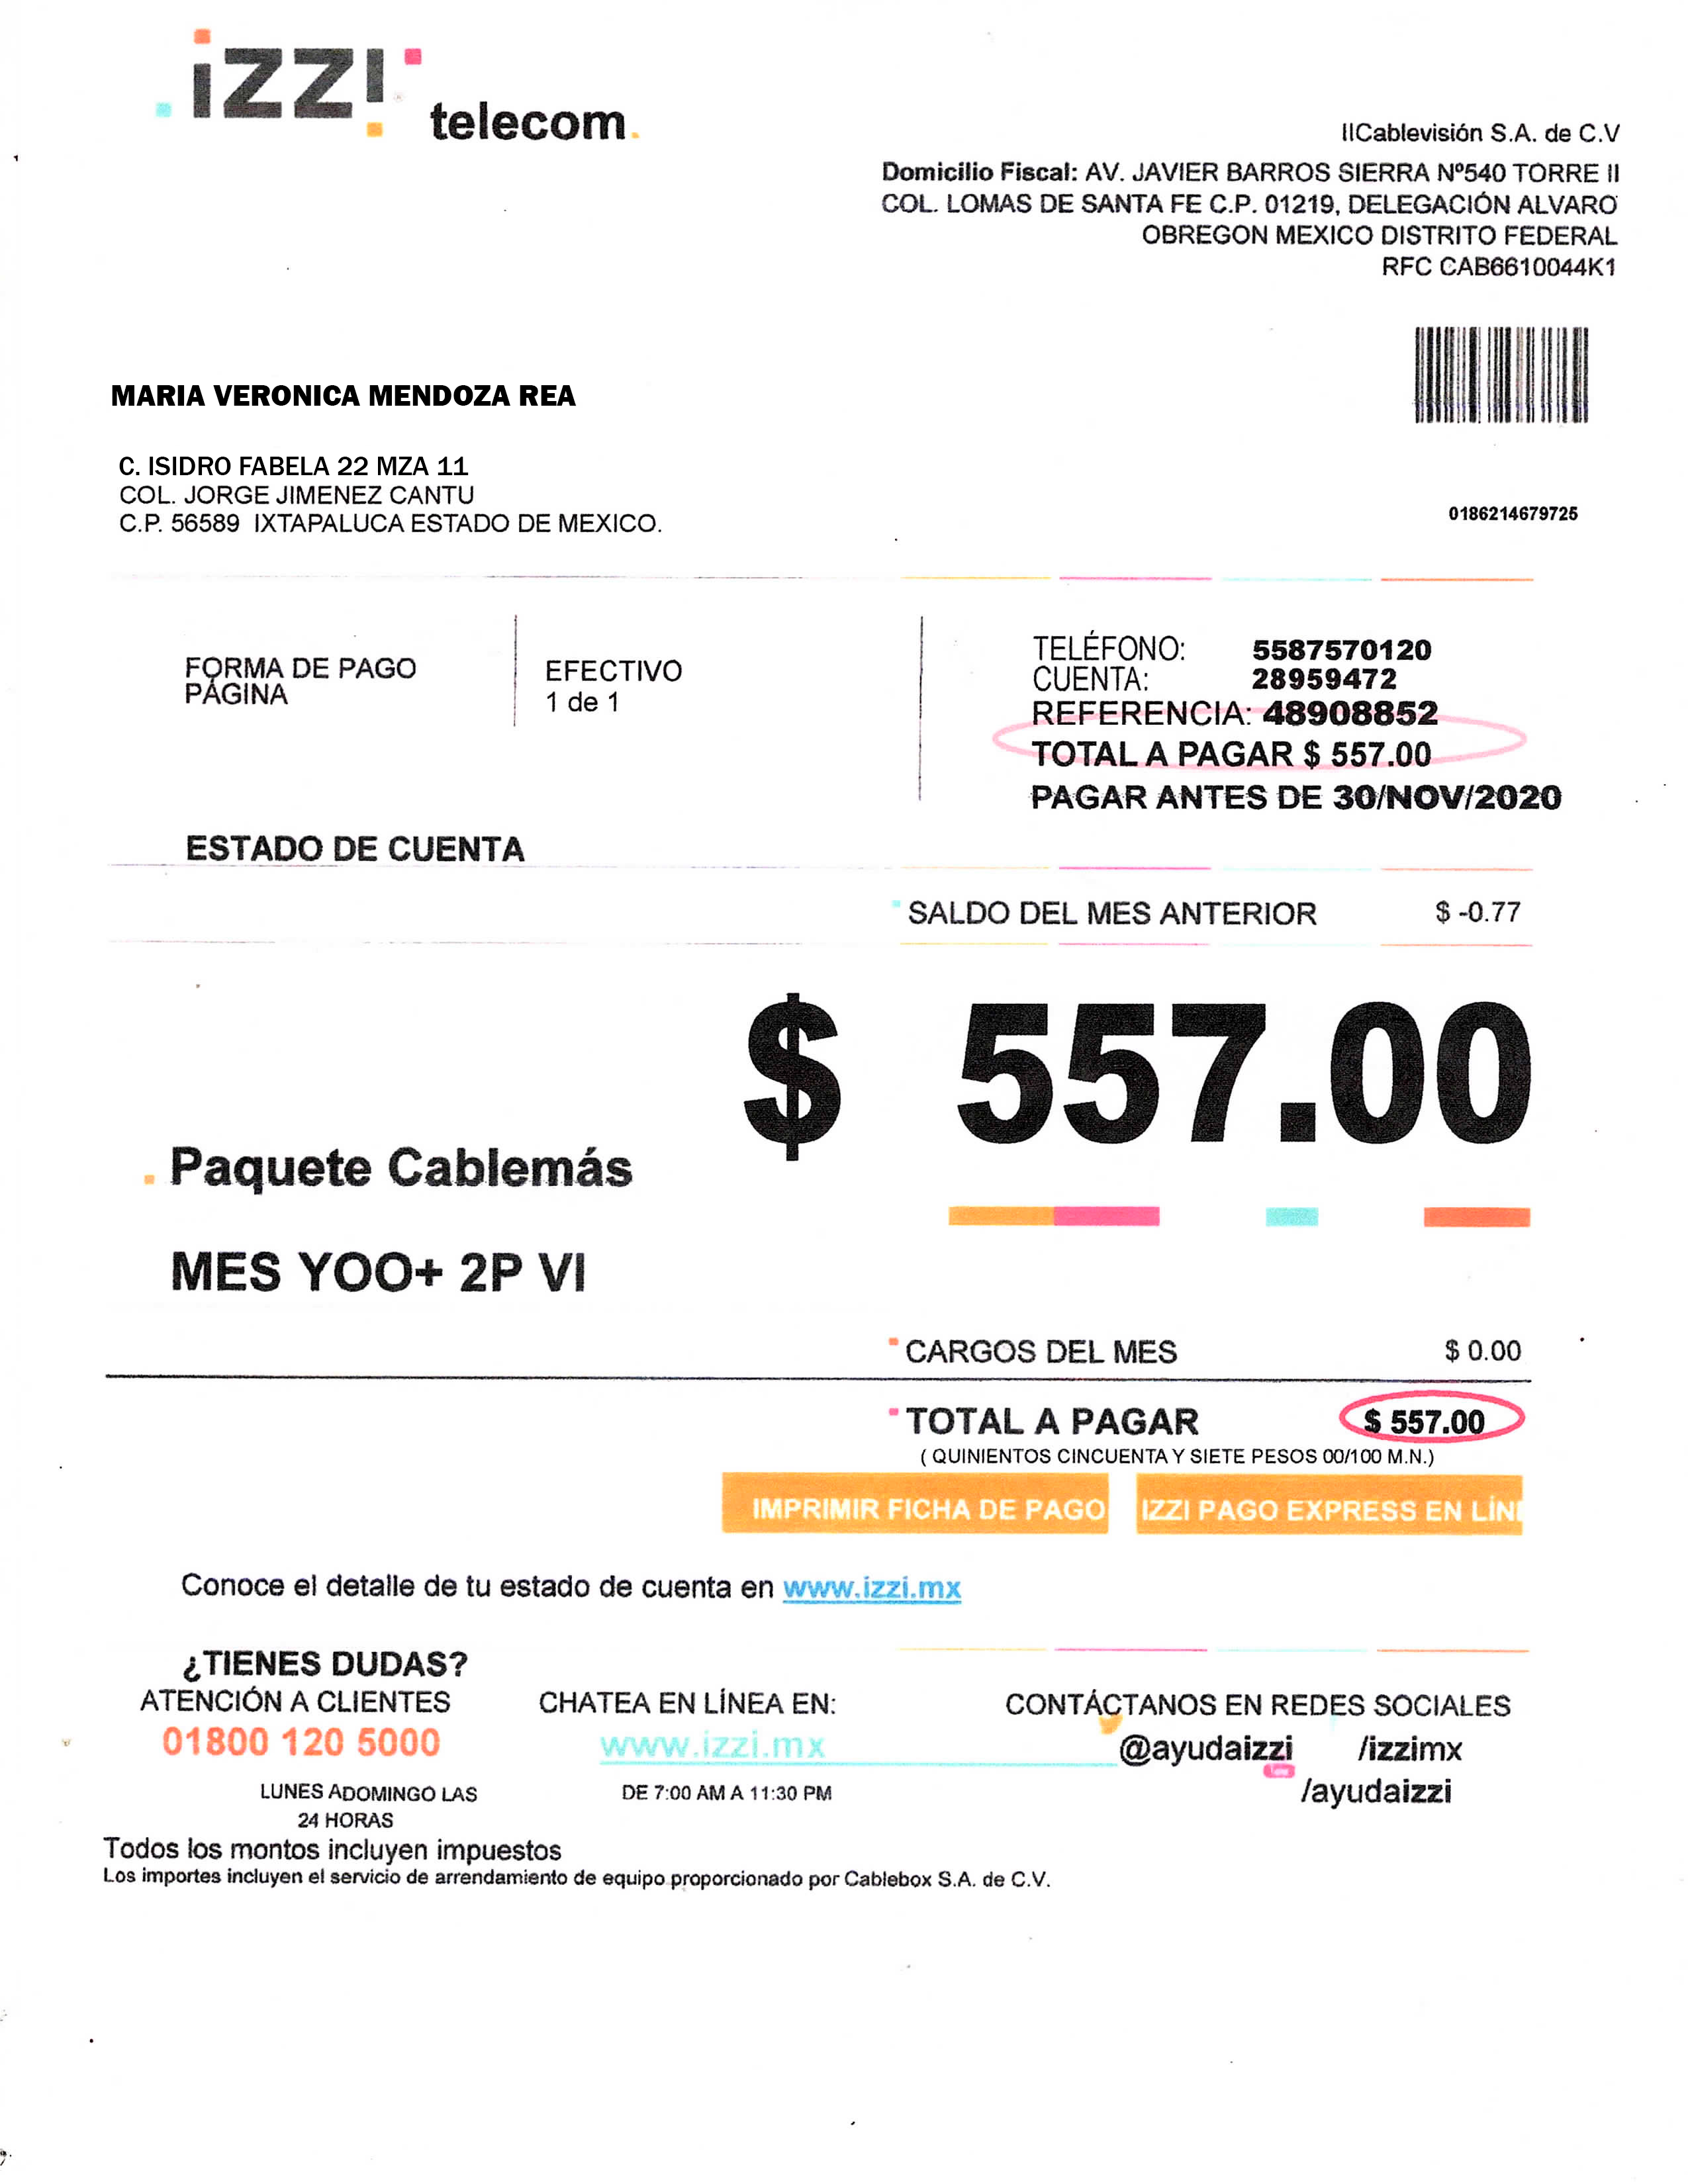 izzi telecom.
IICablevisión S.A. de C.V
Domicilio Fiscal: AV. JAVIER BARROS SIERRA Nº540 TORRE II
COL. LOMAS DE SANTA FE C.P. 01219, DELEGACIÓN ALVARO
OBREGON MEXICO DISTRITO FEDERAL
RFC CAB6610044K1
MARIA VERONICA MENDOZA REA
C. ISIDRO FABELA 22 MZA 11
COL. JORGE JIMENEZ CANTU
C.P. 56589 IXTAPALUCA ESTADO DE MEXICO.
0186214679725
FORMA DE PAGO EFECTIVO
PÁGINA 1 de 1
TELÉFONO: 5587570120
CUENTA: 28959472
REFERENCIA: 48908852
TOTAL A PAGAR $ 557.00
PAGAR ANTES DE 30/NOV/2020
ESTADO DE CUENTA
SALDO DEL MES ANTERIOR $ -0.77
$ 557.00
Paquete Cablemás
MES YOO+ 2P VI
CARGOS DEL MES $ 0.00
TOTAL A PAGAR $ 557.00
( QUINIENTOS CINCUENTA Y SIETE PESOS 00/100 M.N.)
IMPRIMIR FICHA DE PAGO IZZI PAGO EXPRESS EN LÍN
Conoce el detalle de tu estado de cuenta en www.izzi.mx
¿TIENES DUDAS?
ATENCIÓN A CLIENTES CHATEA EN LÍNEA EN: CONTÁCTANOS EN REDES SOCIALES
01800 120 5000 www.izzi.mx @ayudaizzi /izzimx
LUNES ADOMINGO LAS DE 7:00 AM A 11:30 PM /ayudaizzi
24 HORAS
Todos los montos incluyen impuestos
Los importes incluyen el servicio de arrendamiento de equipo proporcionado por Cablebox S.A. de C.V.